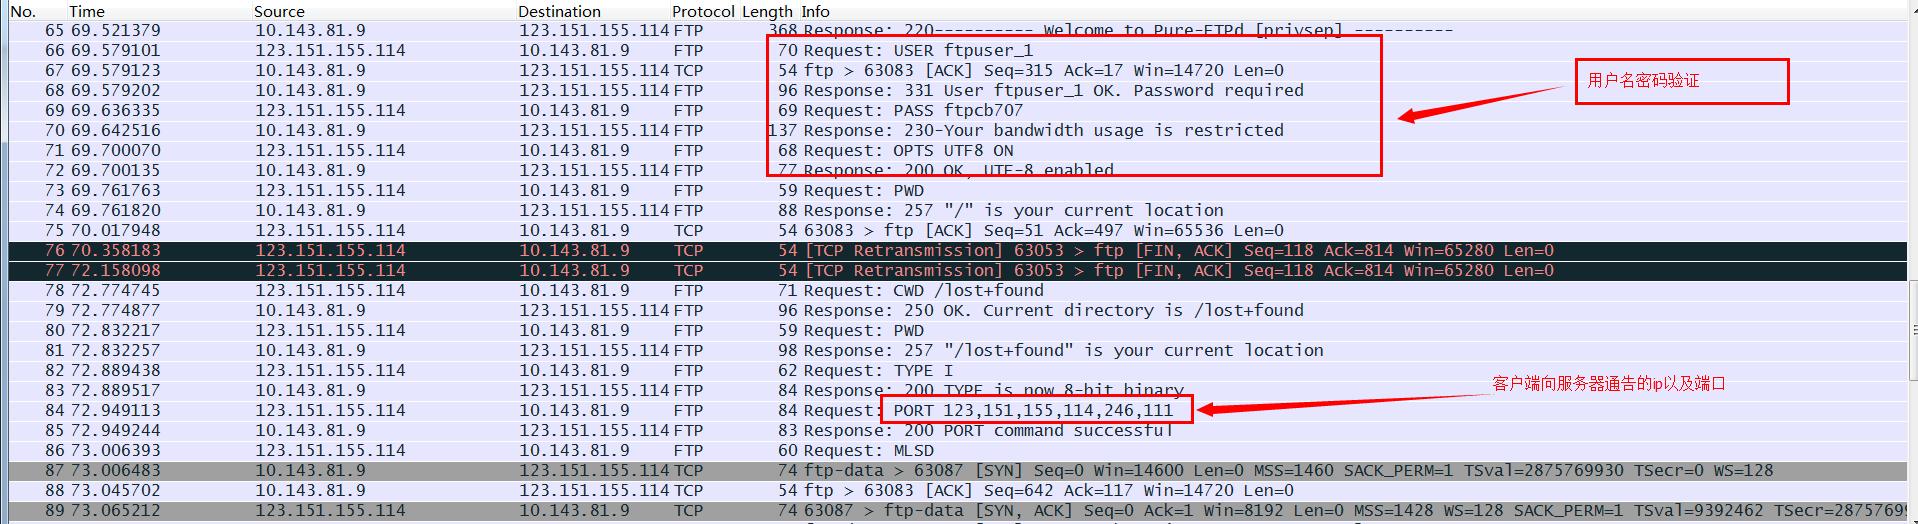 No. Time Source Destination Protocol Length Info
65 69.521379 10.143.81.9 123.151.155.114 FTP 368 Response: 220---------- Welcome to Pure-FTPd [privsep] ----------
66 69.579101 123.151.155.114 10.143.81.9 FTP 70 Request: USER ftpuser_1
67 69.579123 10.143.81.9 123.151.155.114 TCP 54 ftp > 63083 [ACK] Seq=315 Ack=17 Win=14720 Len=0
用户名密码验证
68 69.579202 10.143.81.9 123.151.155.114 FTP 96 Response: 331 User ftpuser_1 OK. Password required
69 69.636335 123.151.155.114 10.143.81.9 FTP 69 Request: PASS ftpcb707
70 69.642516 10.143.81.9 123.151.155.114 FTP 137 Response: 230-Your bandwidth usage is restricted
71 69.700070 123.151.155.114 10.143.81.9 FTP 68 Request: OPTS UTF8 ON
72 69.700135 10.143.81.9 123.151.155.114 FTP 77 Response: 200 OK, UTF-8 enabled
73 69.761763 123.151.155.114 10.143.81.9 FTP 59 Request: PWD
74 69.761820 10.143.81.9 123.151.155.114 FTP 88 Response: 257 "/" is your current location
75 70.017948 123.151.155.114 10.143.81.9 TCP 54 63083 > ftp [ACK] Seq=51 Ack=497 Win=65536 Len=0
76 70.358183 123.151.155.114 10.143.81.9 TCP 54 [TCP Retransmission] 63053 > ftp [FIN, ACK] Seq=118 Ack=814 Win=65280 Len=0
77 72.158098 123.151.155.114 10.143.81.9 TCP 54 [TCP Retransmission] 63053 > ftp [FIN, ACK] Seq=118 Ack=814 Win=65280 Len=0
78 72.774745 123.151.155.114 10.143.81.9 FTP 71 Request: CWD /lost+found
79 72.774877 10.143.81.9 123.151.155.114 FTP 96 Response: 250 OK. Current directory is /lost+found
80 72.832217 123.151.155.114 10.143.81.9 FTP 59 Request: PWD
81 72.832257 10.143.81.9 123.151.155.114 FTP 98 Response: 257 "/lost+found" is your current location
82 72.889438 123.151.155.114 10.143.81.9 FTP 62 Request: TYPE I
83 72.889517 10.143.81.9 123.151.155.114 FTP 84 Response: 200 TYPE is now 8-bit binary
客户端向服务器通告的ip以及端口
84 72.949113 123.151.155.114 10.143.81.9 FTP 84 Request: PORT 123,151,155,114,246,111
85 72.949244 10.143.81.9 123.151.155.114 FTP 83 Response: 200 PORT command successful
86 73.006393 123.151.155.114 10.143.81.9 FTP 60 Request: MLSD
87 73.006483 10.143.81.9 123.151.155.114 TCP 74 ftp-data > 63087 [SYN] Seq=0 Win=14600 Len=0 MSS=1460 SACK_PERM=1 TSval=2875769930 TSecr=0 WS=128
88 73.045702 10.143.81.9 123.151.155.114 TCP 54 ftp > 63083 [ACK] Seq=642 Ack=117 Win=14720 Len=0
89 73.065212 123.151.155.114 10.143.81.9 TCP 74 63087 > ftp-data [SYN, ACK] Seq=0 Ack=1 Win=8192 Len=0 MSS=1428 WS=128 SACK_PERM=1 TSval=9392462 TSecr=28757699